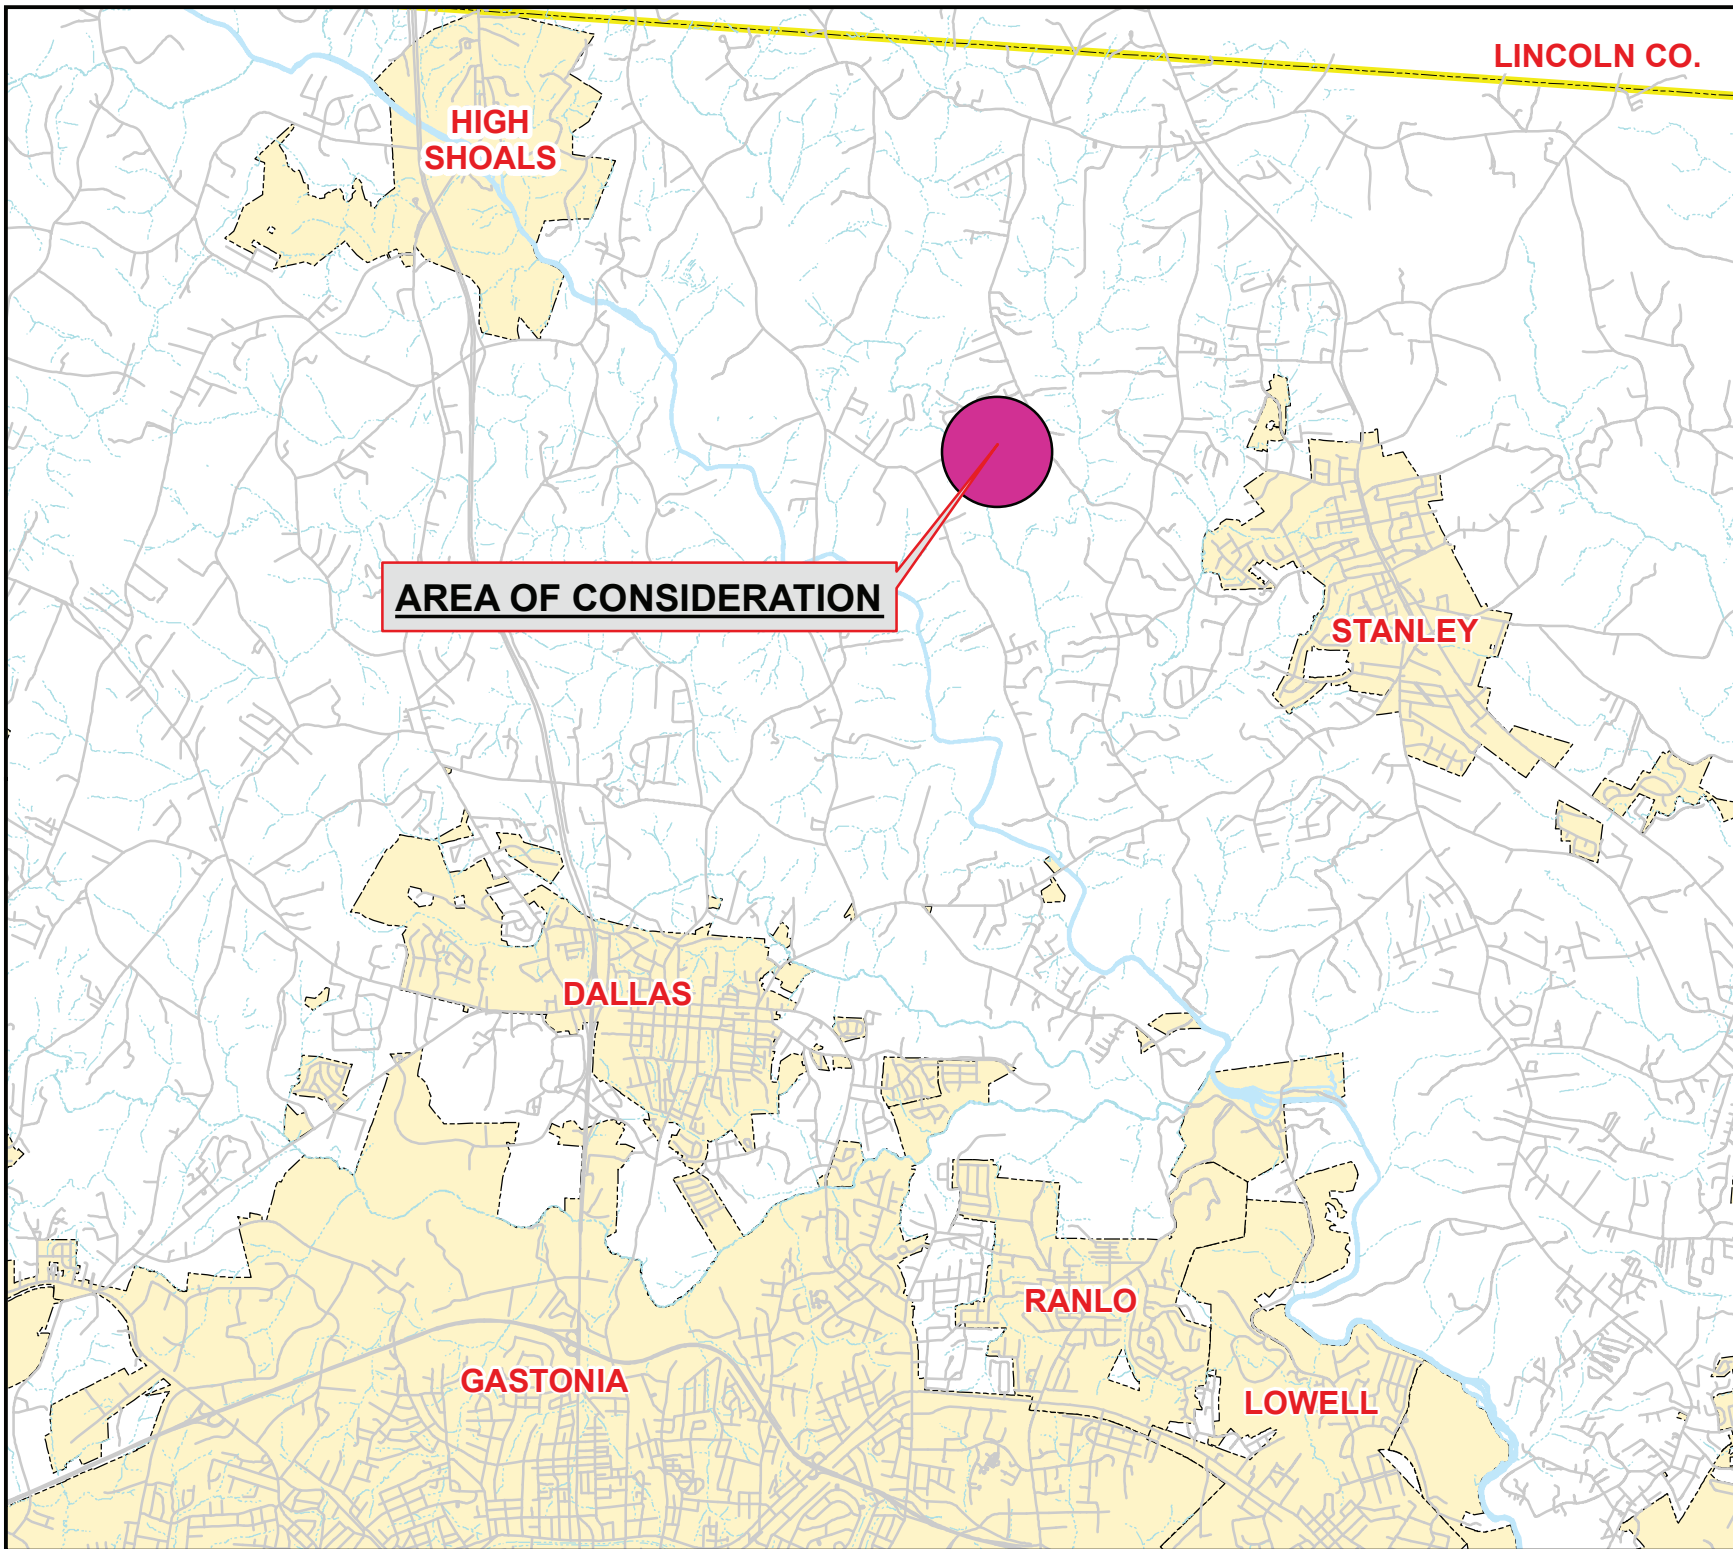 LINCOLN CO.
HIGH
SHOALS
AREA OF CONSIDERATION
STANLEY
DALLAS
RANLO
GASTONIA
LOWELL